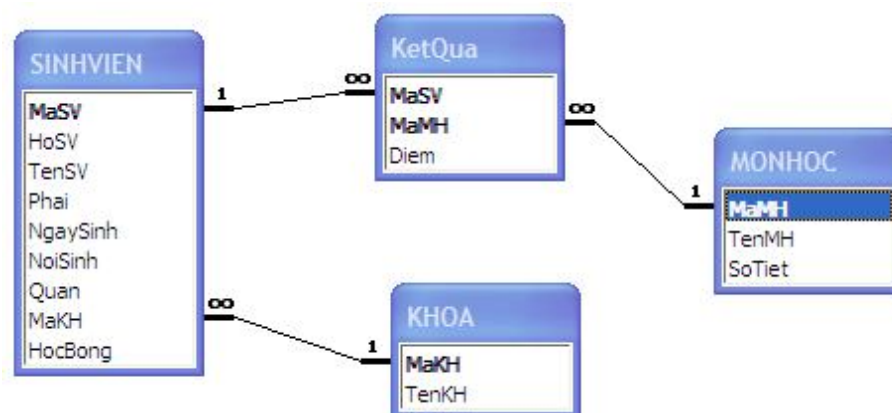 SINHVIEN
MaSV
HoSV
TenSV
Phai
NgaySinh
NoiSinh
Quan
MaKH
HocBong
1
∞
KetQua
MaSV
MaMH
Diem
∞
1
MONHOC
MaMH
TenMH
SoTiet
∞
1
KHOA
MaKH
TenKH